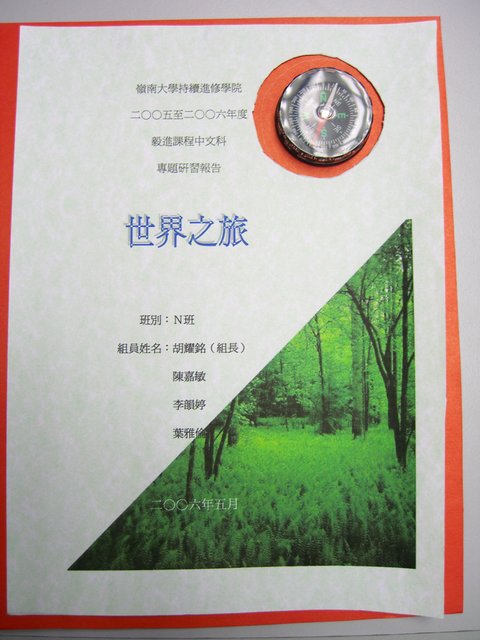 嶺南大學持續進修學院
二〇〇五至二〇〇六年度
毅進課程中文科
專題研習報告
世界之旅
班別：Ｎ班
組員姓名：胡耀銘（組長）
陳嘉敏
李韻婷
葉雅倫
二〇〇六年五月